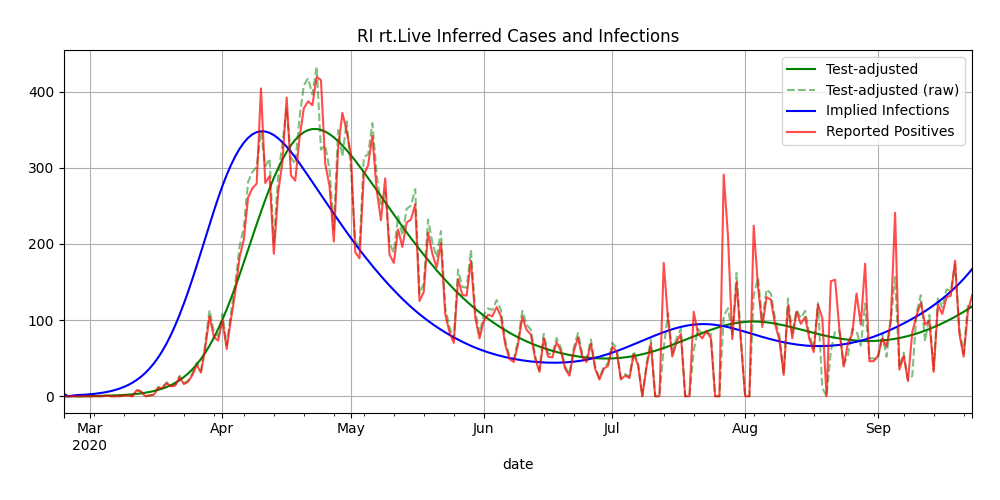 RI rt.Live Inferred Cases and Infections
Test-adjusted
Test-adjusted (raw)
Implied Infections
Reported Positives
400
300
200
100
0
Mar Apr May Jun Jul Aug Sep
2020
date